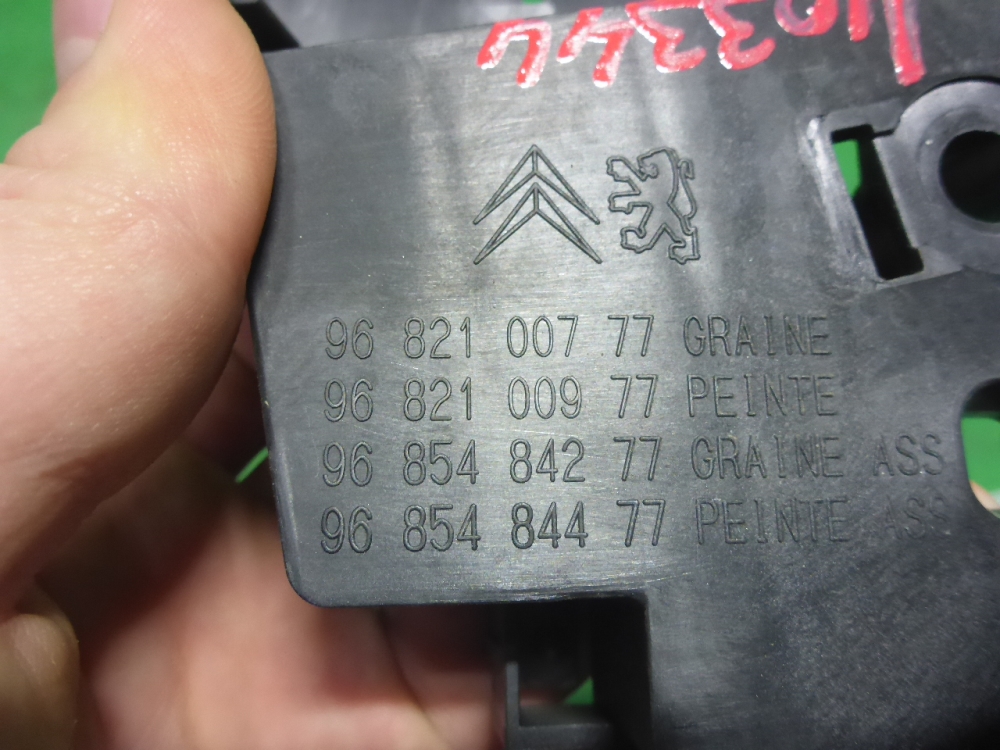 96 821 007 77 GRAINE
96 821 009 77 PEINTE
96 854 842 77 GRAINE ASS
96 854 844 77 PEINTE ASS